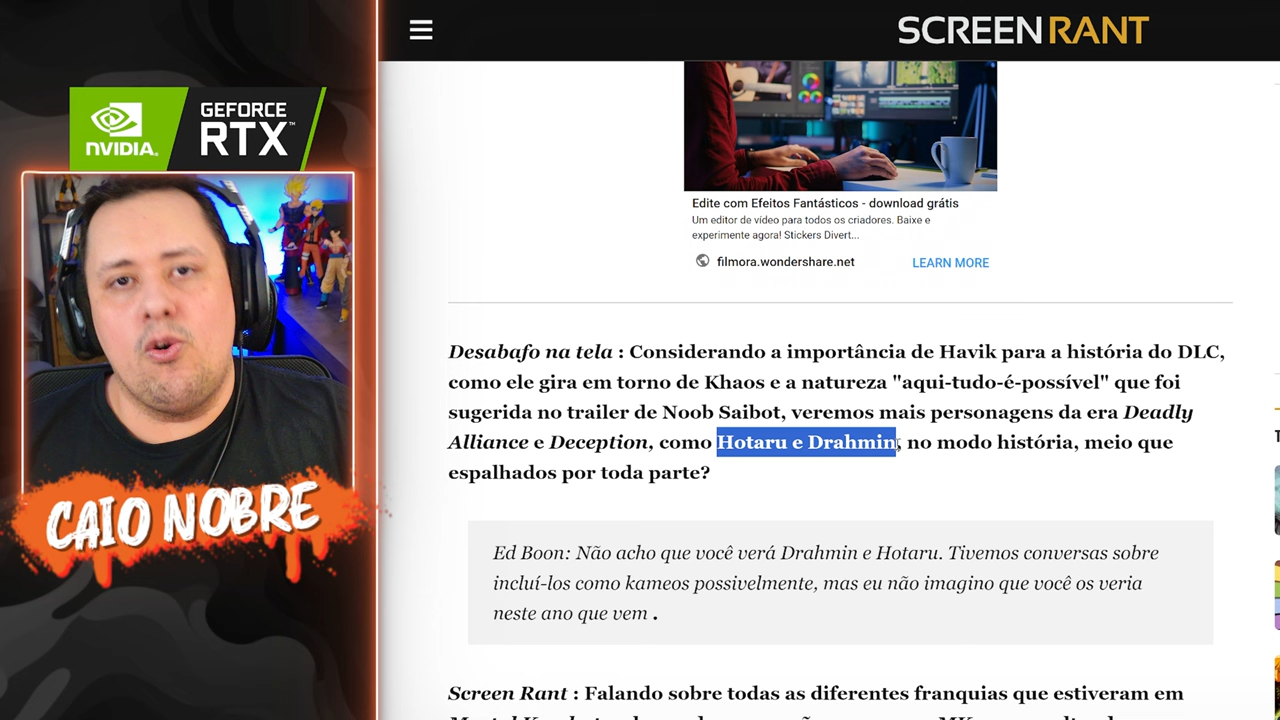 SCREENRANT
NVIDIA.
GEFORCE
RTX™
Edite com Efeitos Fantásticos - download grátis
Um editor de vídeo para todos os criadores. Baixe e
experimente agora! Stickers Divert...
filmora.wondershare.net
LEARN MORE
Desabafo na tela : Considerando a importância de Havik para a história do DLC,
como ele gira em torno de Khaos e a natureza "aqui-tudo-é-possível" que foi
sugerida no trailer de Noob Saibot, veremos mais personagens da era Deadly
Alliance e Deception, como Hotaru e Drahmin, no modo história, meio que
espalhados por toda parte?
CAIO NOBRE
Ed Boon: Não acho que você verá Drahmin e Hotaru. Tivemos conversas sobre
incluí-los como kameos possivelmente, mas eu não imagino que você os veria
neste ano que vem .
Screen Rant : Falando sobre todas as diferentes franquias que estiveram em